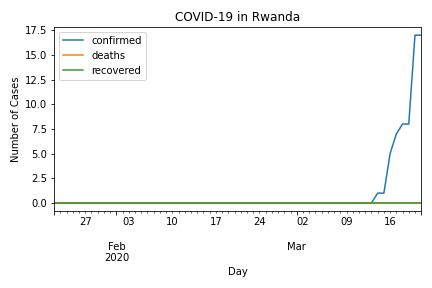 COVID-19 in Rwanda
confirmed
deaths
recovered
Number of Cases
17.5
15.0
12.5
10.0
7.5
5.0
2.5
0.0
27 03 10 17 24 02 09 16
Feb Mar
2020
Day